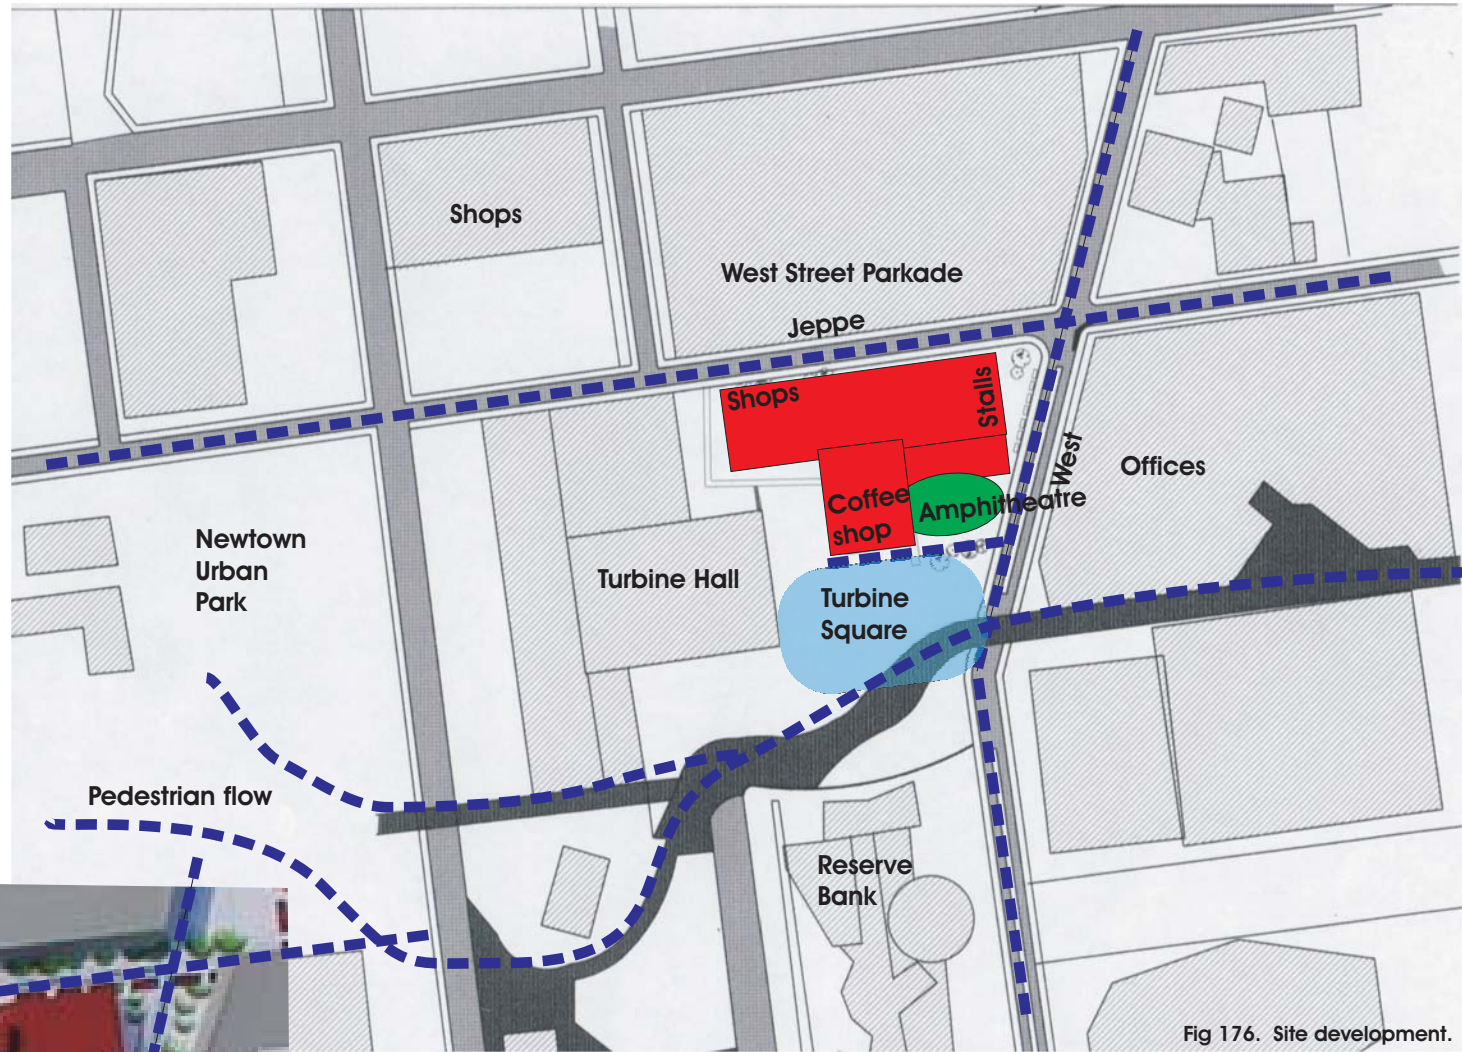 Shops
West Street Parkade
Jeppe
Shops
Stalls
West
Offices
Coffee
shop
Amphitheatre
Newtown
Urban
Park
Turbine Hall
Turbine
Square
Pedestrian flow
Reserve
Bank
Fig 176. Site development.